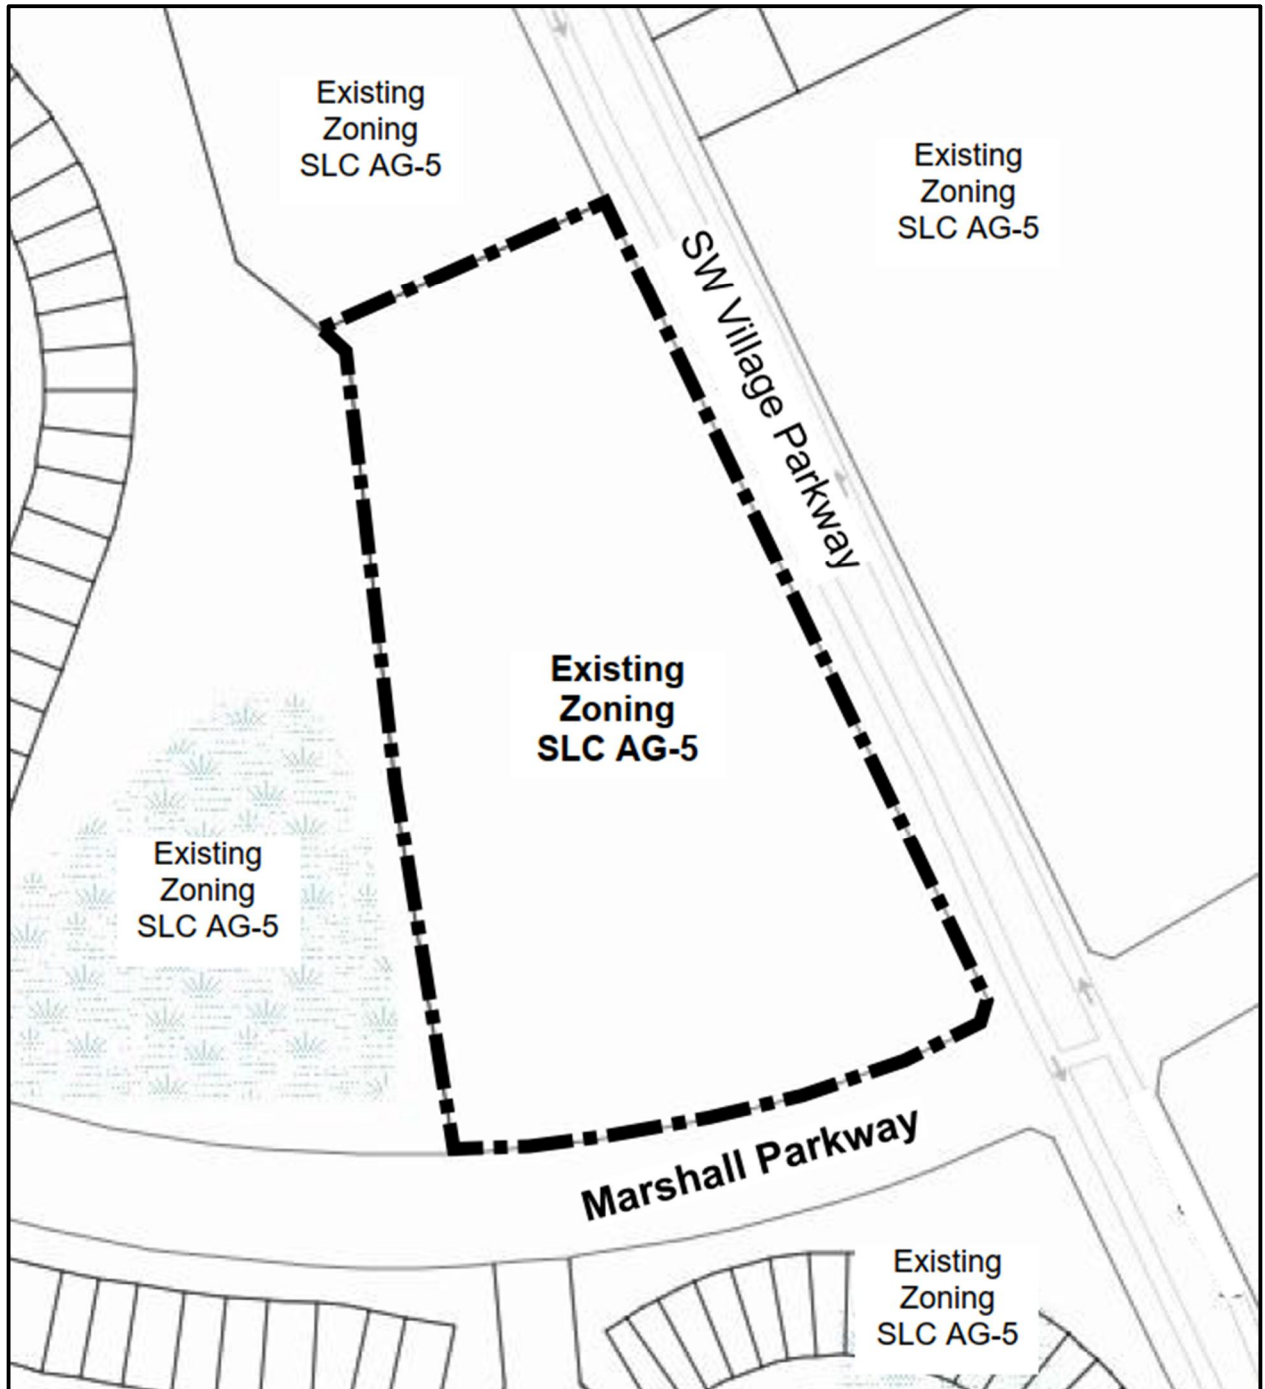 Existing
Zoning
SLC AG-5
Existing
Zoning
SLC AG-5
SW Village Parkway
Existing
Zoning
SLC AG-5
Existing
Zoning
SLC AG-5
Marshall Parkway
Existing
Zoning
SLC AG-5